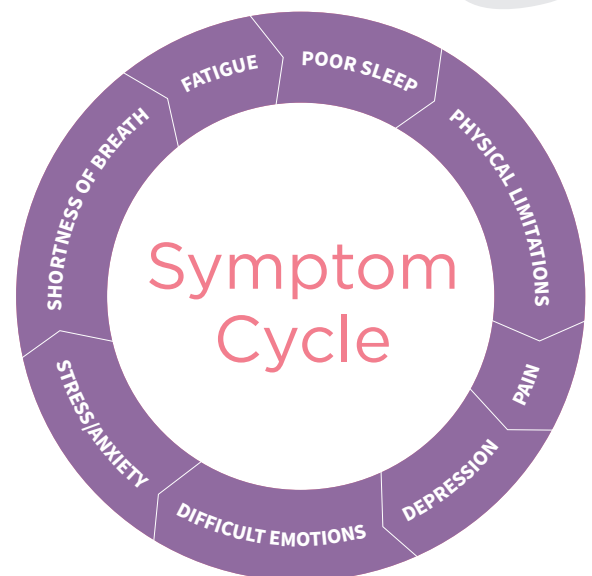 POOR SLEEP
PHYSICAL LIMITATIONS
PAIN
DEPRESSION
DIFFICULT EMOTIONS
STRESS/ANXIETY
SHORTNESS OF BREATH
FATIGUE
Symptom
Cycle